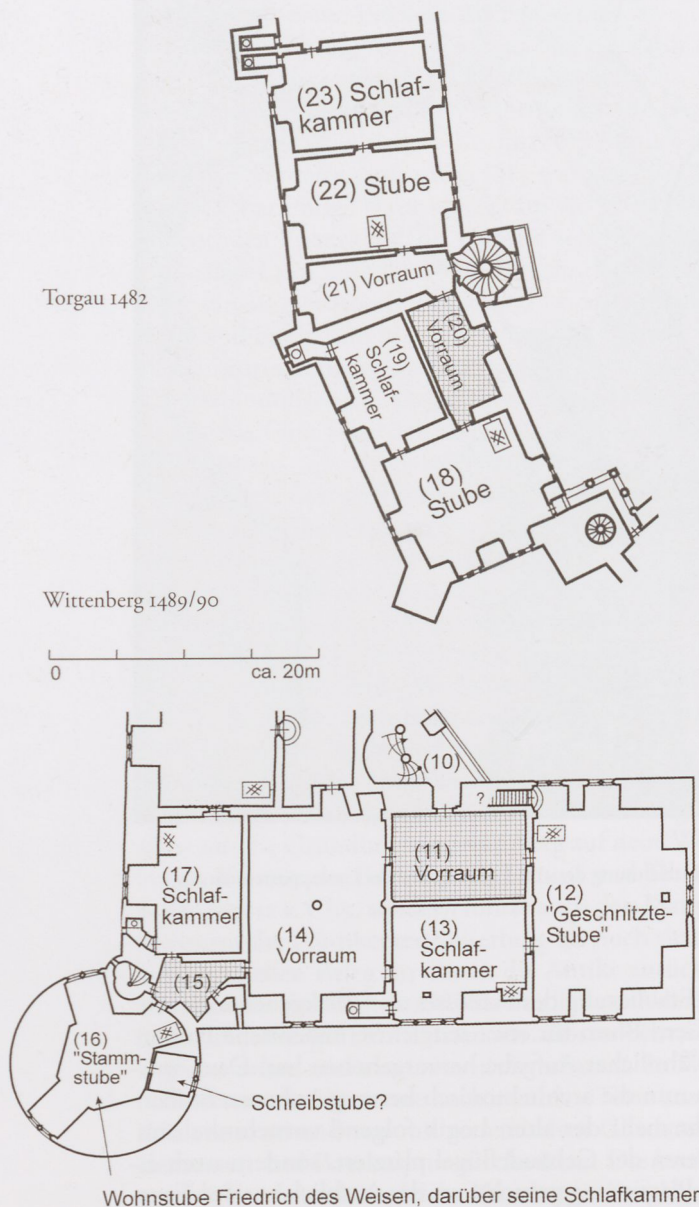 (23) Schlaf-
kammer
(22) Stube
(21) Vorraum
Torgau 1482
(20)
Vorraum
(19)
Schlaf-
kammer
(18)
Stube
Wittenberg 1489/90
0
ca. 20m
(10)
?
(11)
Vorraum
(17)
Schlaf-
kammer
(12)
"Geschnitzte-
Stube"
(13)
Schlaf-
kammer
(14)
Vorraum
(15)
(16)
"Stamm-
stube"
Schreibstube?
Wohnstube Friedrich des Weisen, darüber seine Schlafkammer